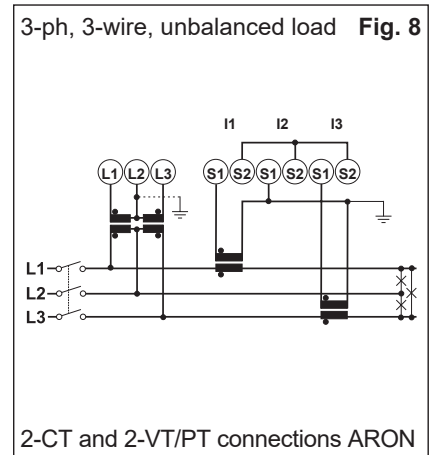 3-ph, 3-wire, unbalanced load Fig. 8
I1 I2 I3
L1 L2 L3 S1 S2 S1 S2 S1 S2
L1
L2
L3
2-CT and 2-VT/PT connections ARON